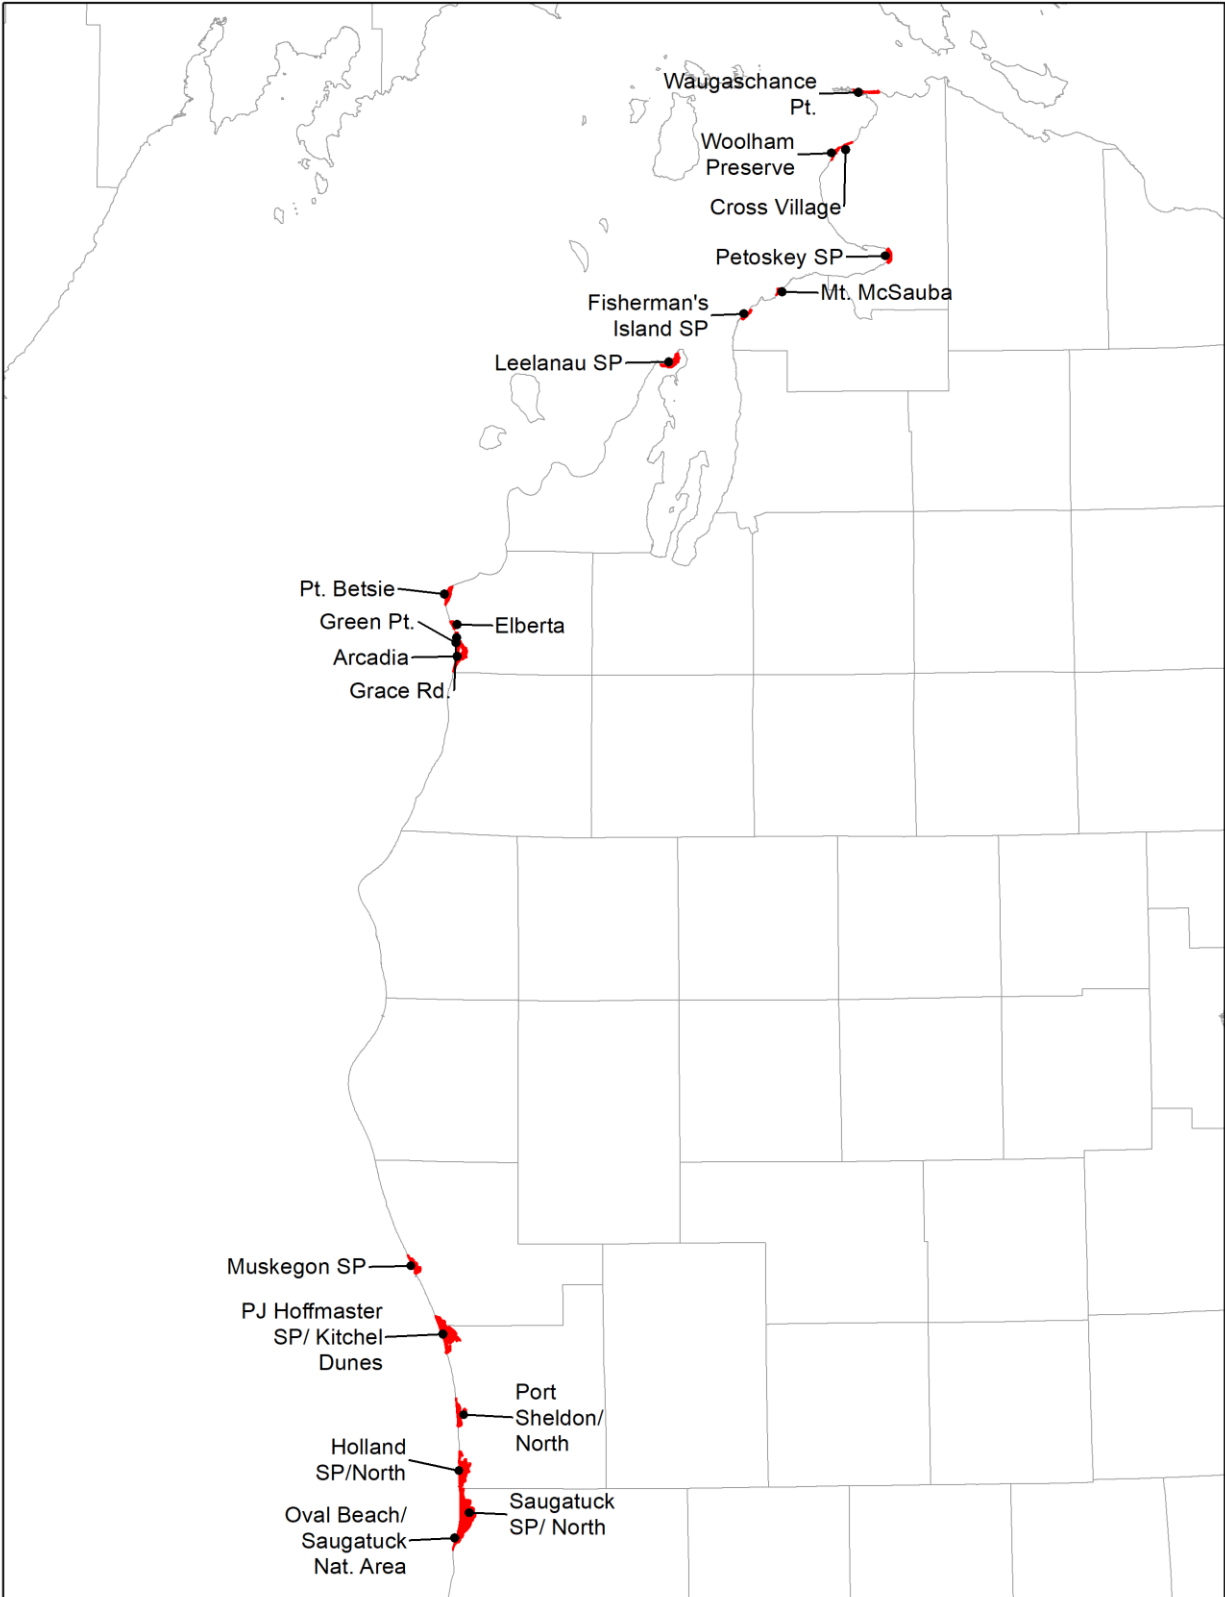 Waugaschance
Pt.
Woolham
Preserve
Cross Village
Petoskey SP
Mt. McSauba
Fisherman's
Island SP
Leelanau SP
Pt. Betsie
Green Pt.
Elberta
Arcadia
Grace Rd.
Muskegon SP
PJ Hoffmaster
SP/ Kitchel
Dunes
Port
Sheldon/
North
Holland
SP/North
Saugatuck
SP/ North
Oval Beach/
Saugatuck
Nat. Area